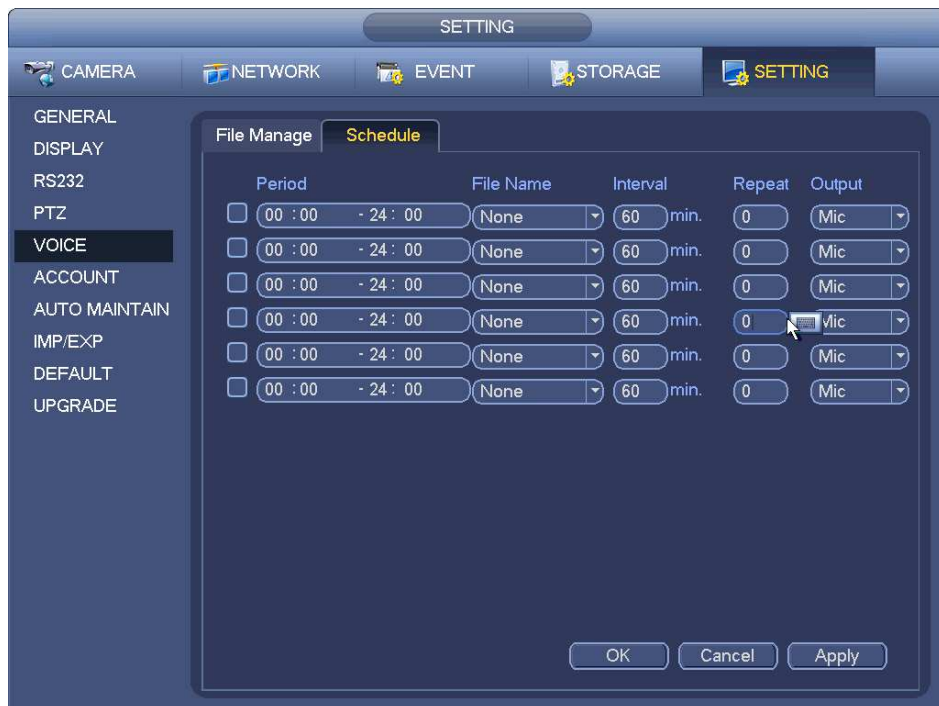 SETTING
CAMERA NETWORK EVENT STORAGE SETTING
GENERAL
DISPLAY
RS232
PTZ
VOICE
ACCOUNT
AUTO MAINTAIN
IMP/EXP
DEFAULT
UPGRADE
File Manage Schedule
Period File Name Interval Repeat Output
00 : 00 - 24 : 00 None 60 min. 0 Mic
00 : 00 - 24 : 00 None 60 min. 0 Mic
00 : 00 - 24 : 00 None 60 min. 0 Mic
00 : 00 - 24 : 00 None 60 min. 0 Mic
00 : 00 - 24 : 00 None 60 min. 0 Mic
00 : 00 - 24 : 00 None 60 min. 0 Mic
OK Cancel Apply